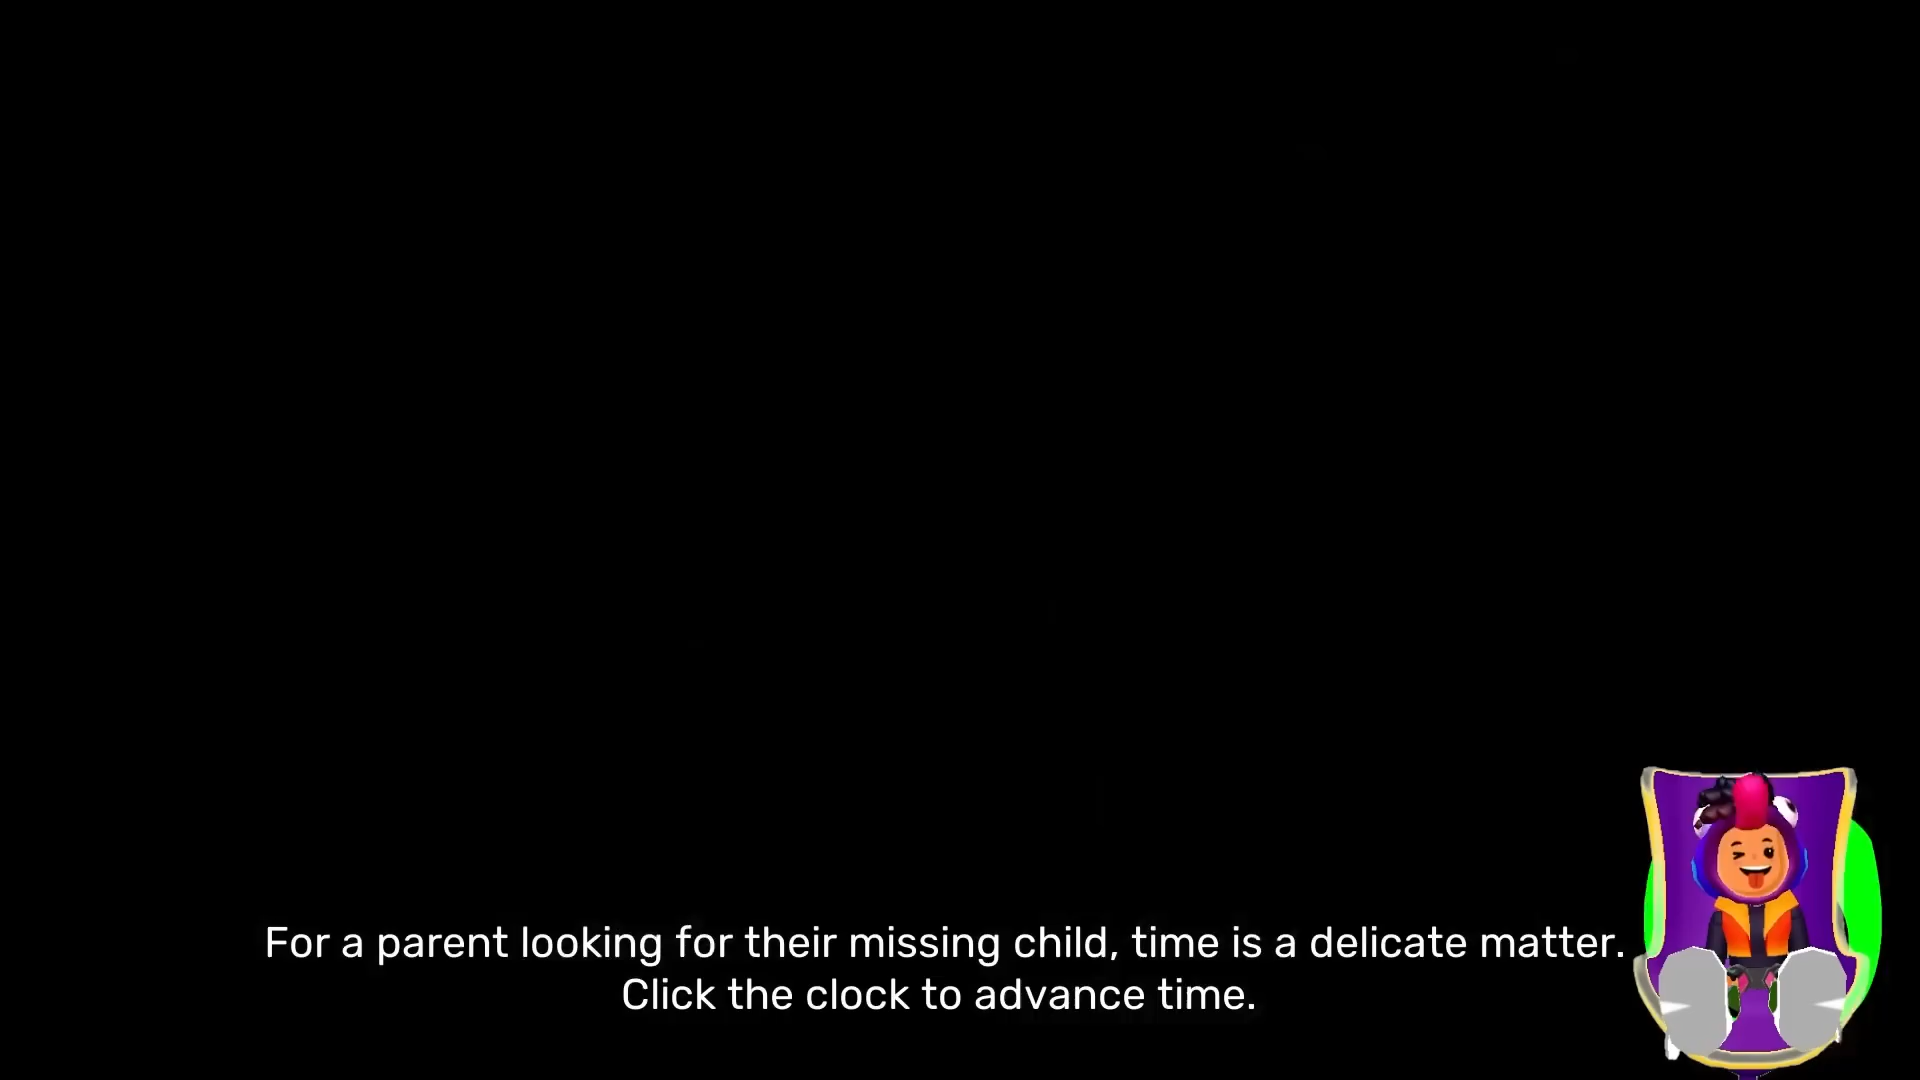 For a parent looking for their missing child, time is a delicate matter.
Click the clock to advance time.